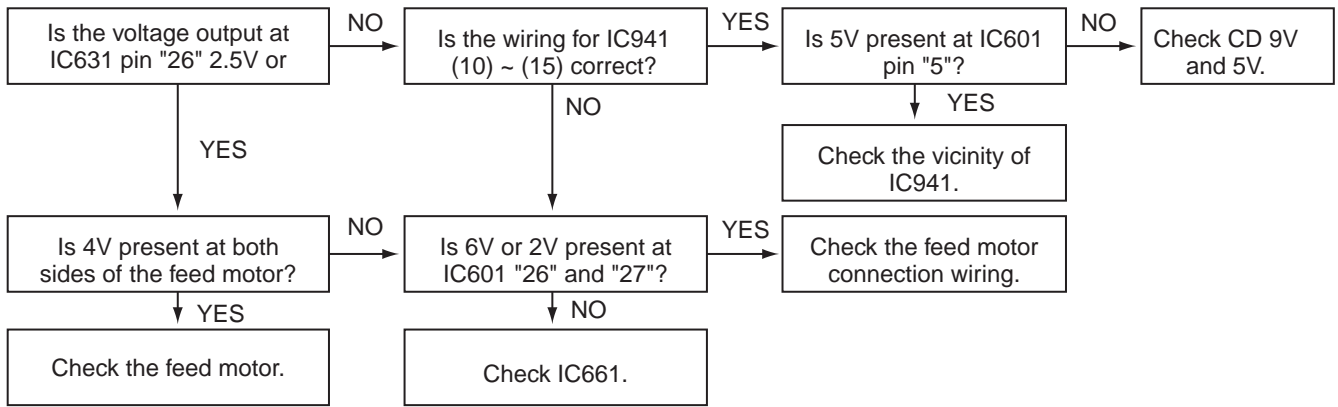 Is the voltage output at
IC631 pin "26" 2.5V or
NO
Is the wiring for IC941
(10) ~ (15) correct?
YES
Is 5V present at IC601
pin "5"?
NO
Check CD 9V
and 5V.
YES
NO
YES
Check the vicinity of
IC941.
Is 4V present at both
sides of the feed motor?
NO
Is 6V or 2V present at
IC601 "26" and "27"?
YES
Check the feed motor
connection wiring.
YES
NO
Check the feed motor.
Check IC661.